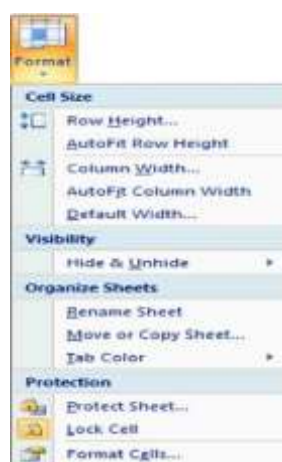 Format
Cell Size
Row Height...
AutoFit Row Height
Column Width...
AutoFit Column Width
Default Width...
Visibility
Hide & Unhide
Organize Sheets
Rename Sheet
Move or Copy Sheet...
Tab Color
Protection
Protect Sheet...
Lock Cell
Format Cells...